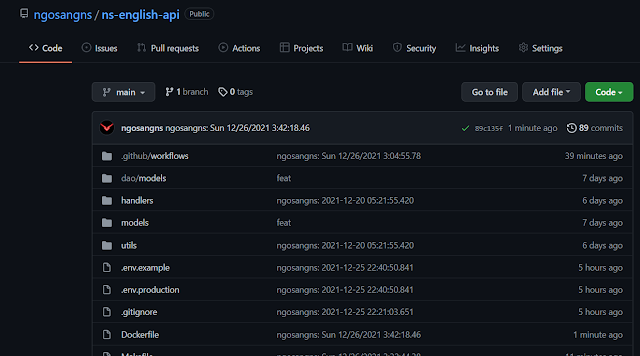 ngosangns / ns-english-api Public
Code Issues Pull requests Actions Projects Wiki Security Insights Settings
main 1 branch 0 tags Go to file Add file Code
ngosangns ngosangns: Sun 12/26/2021 3:42:18.46 89c135f 1 minute ago 89 commits
.github/workflows ngosangns: Sun 12/26/2021 3:04:55.78 39 minutes ago
dao/models feat 7 days ago
handlers ngosangns: 2021-12-20 05:21:55.420 6 days ago
models feat 7 days ago
utils ngosangns: 2021-12-20 05:21:55.420 6 days ago
.env.example ngosangns: 2021-12-25 22:40:50.841 5 hours ago
.env.production ngosangns: 2021-12-25 22:40:50.841 5 hours ago
.gitignore ngosangns: 2021-12-25 22:21:03.651 5 hours ago
Dockerfile ngosangns: Sun 12/26/2021 3:42:18.46 1 minute ago